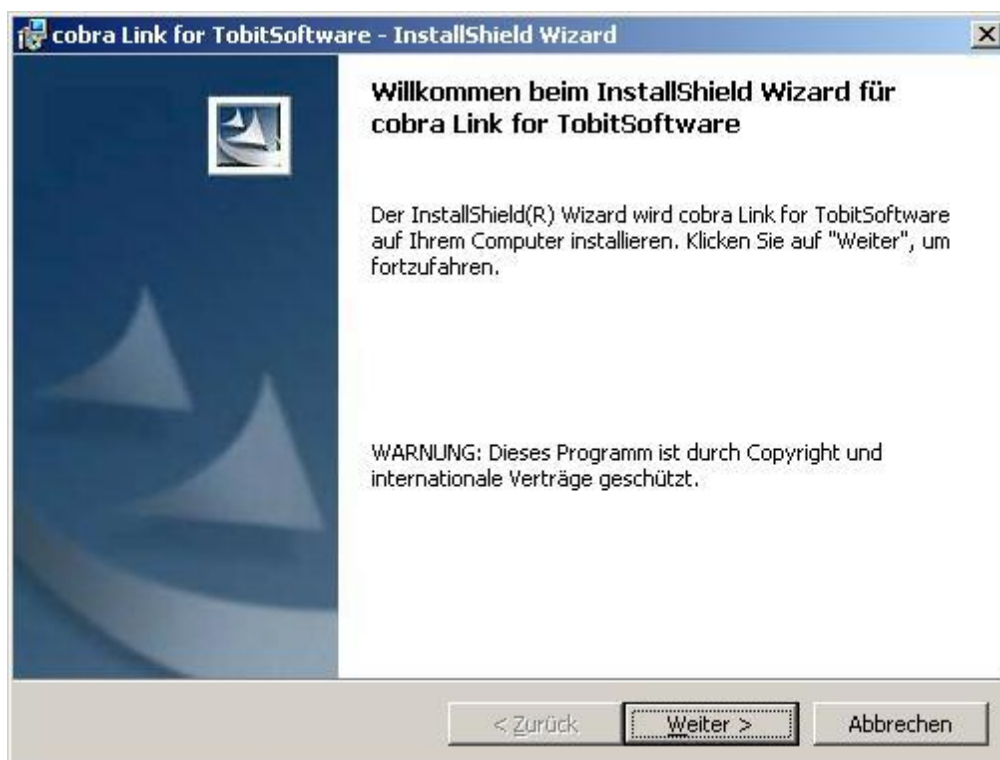 cobra Link for TobitSoftware - InstallShield Wizard
Willkommen beim InstallShield Wizard für
cobra Link for TobitSoftware
Der InstallShield(R) Wizard wird cobra Link for TobitSoftware
auf Ihrem Computer installieren. Klicken Sie auf "Weiter", um
fortzufahren.
WARNUNG: Dieses Programm ist durch Copyright und
internationale Verträge geschützt.
< Zurück
Weiter >
Abbrechen